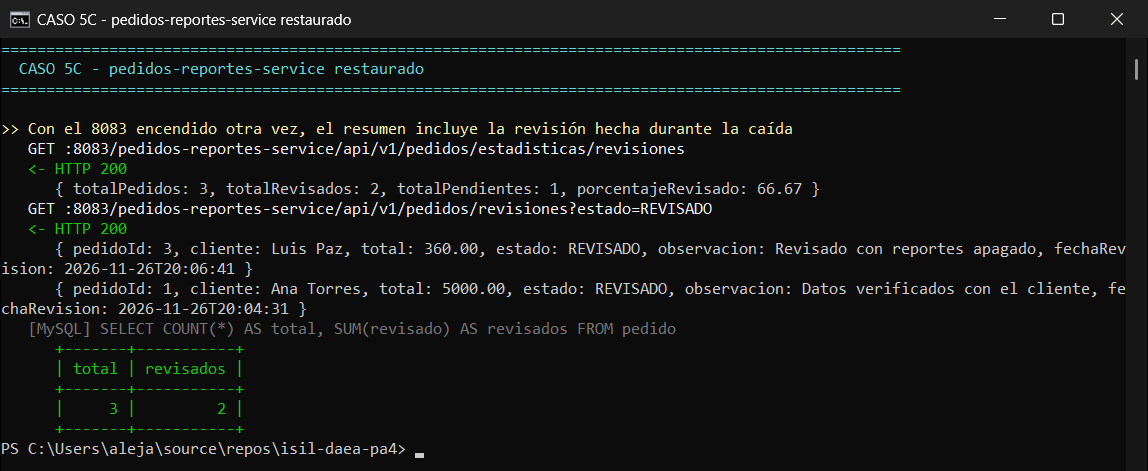 CASO 5C - pedidos-reportes-service restaurado
====================================================================================================
CASO 5C - pedidos-reportes-service restaurado
====================================================================================================
>> Con el 8083 encendido otra vez, el resumen incluye la revisión hecha durante la caída
GET :8083/pedidos-reportes-service/api/v1/pedidos/estadisticas/revisiones
<- HTTP 200
{ totalPedidos: 3, totalRevisados: 2, totalPendientes: 1, porcentajeRevisado: 66.67 }
GET :8083/pedidos-reportes-service/api/v1/pedidos/revisiones?estado=REVISADO
<- HTTP 200
{ pedidoId: 3, cliente: Luis Paz, total: 360.00, estado: REVISADO, observacion: Revisado con reportes apagado, fechaRev
ision: 2026-11-26T20:06:41 }
{ pedidoId: 1, cliente: Ana Torres, total: 5000.00, estado: REVISADO, observacion: Datos verificados con el cliente, fe
chaRevision: 2026-11-26T20:04:31 }
[MySQL] SELECT COUNT(*) AS total, SUM(revisado) AS revisados FROM pedido
+-------+-----------+
| total | revisados |
+-------+-----------+
|     3 |         2 |
+-------+-----------+
PS C:\Users\aleja\source\repos\isil-daea-pa4>